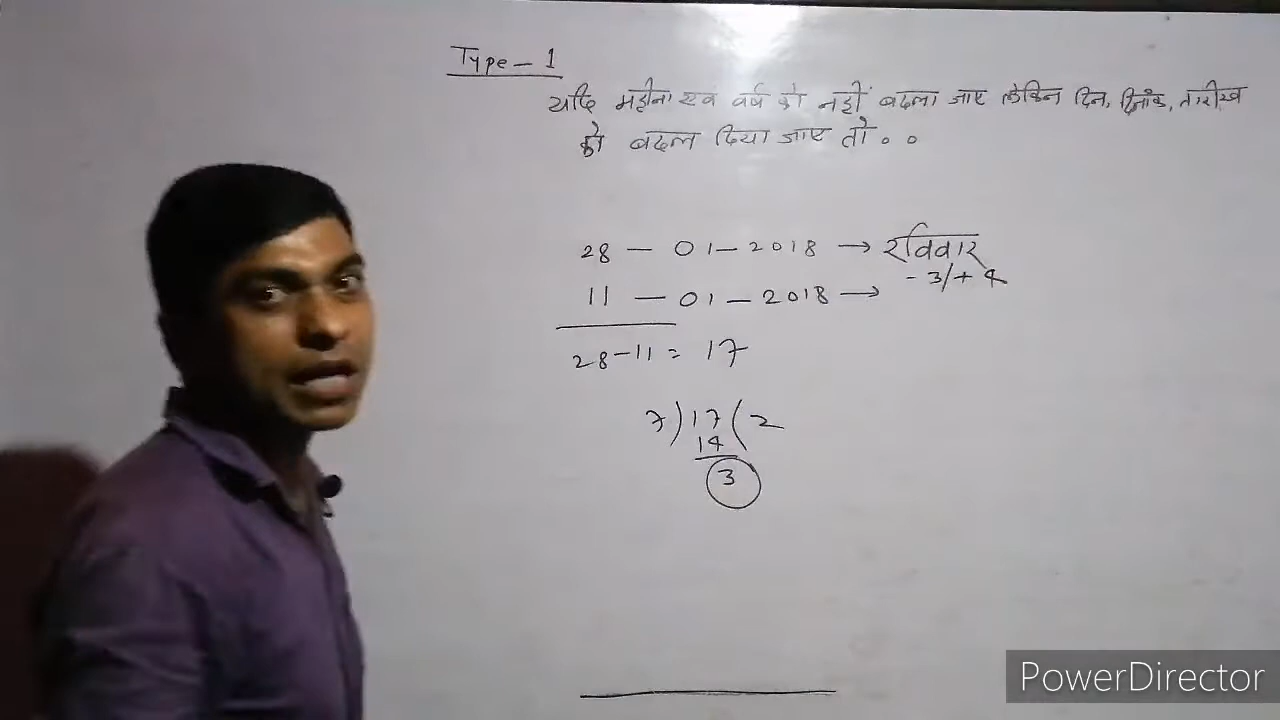 Type - 1
यदि महीना एवं वर्ष को नहीं बदला जाए लेकिन दिन, दिनांक, तारीख
को बदल दिया जाए तो..
28 - 01 - 2018 → रविवार
- 3/+ 4
11 - 01 - 2018 →
28 - 11 = 17
7 ) 17 ( 2
14
3
PowerDirector